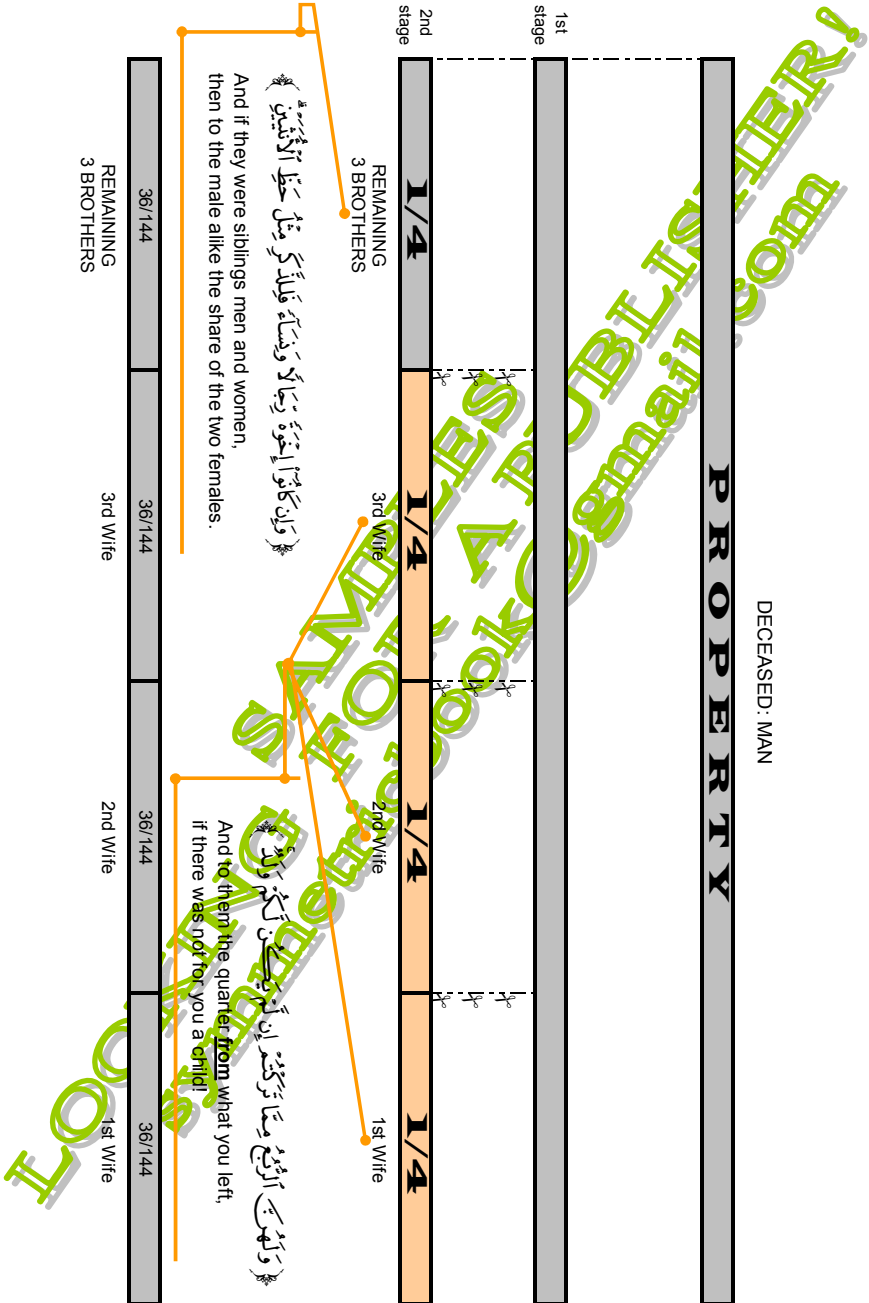 DECEASED: MAN
PROPERTY
1st
stage
2nd
stage
1/4 1/4 1/4 1/4
REMAINING
3 BROTHERS
3rd Wife
2nd Wife
1st Wife
﴿ وَإِن كَانُوٓا۟ إِخْوَةً رِّجَالًا وَنِسَآءً فَلِلذَّكَرِ مِثْلُ حَظِّ ٱلْأُنثَيَيْنِ ۗ ﴾
And if they were siblings men and women,
then to the male alike the share of the two females.
﴿ وَلَهُنَّ ٱلرُّبُعُ مِمَّا تَرَكْتُمْ إِن لَّمْ يَكُن لَّكُمْ وَلَدٌ ۚ ﴾
And to them the quarter from what you left,
if there was not for you a child!
36/144 36/144 36/144 36/144
REMAINING
3 BROTHERS
3rd Wife
2nd Wife
1st Wife
SAMPLES
LOOKING FOR A PUBLISHER!
symmetricbook@gmail.com